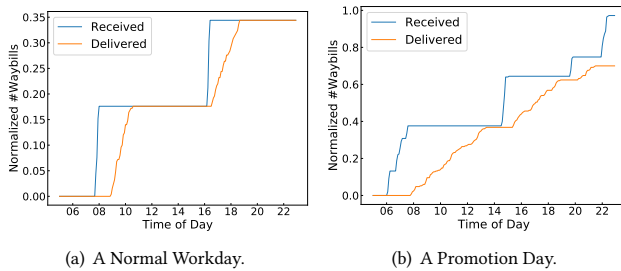 Received
Delivered
Normalized #Waybills
0.35
0.30
0.25
0.20
0.15
0.10
0.05
0.00
06 08 10 12 14 16 18 20 22
Time of Day
(a) A Normal Workday.
Received
Delivered
Normalized #Waybills
1.0
0.8
0.6
0.4
0.2
0.0
06 08 10 12 14 16 18 20 22
Time of Day
(b) A Promotion Day.